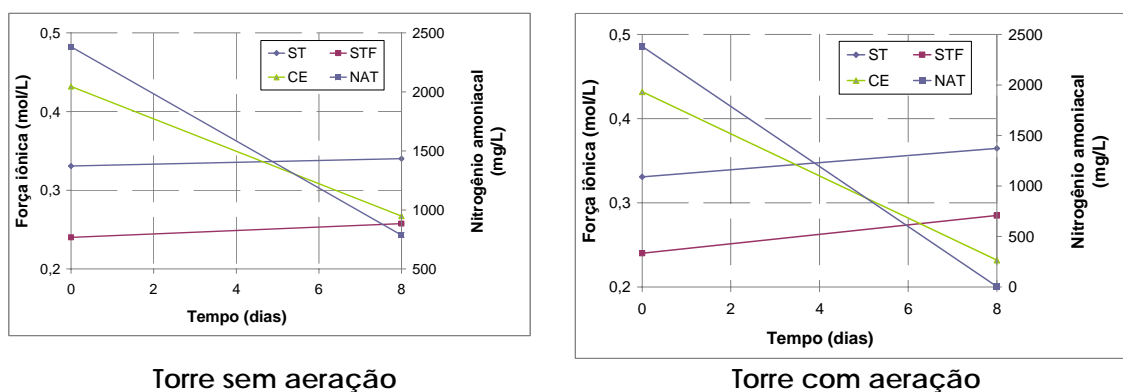 0,5
0,4
0,3
0,2
Força iônica (mol/L)
ST STF
CE NAT
2500
2000
1500
1000
500
Nitrogênio amoniacal
(mg/L)
0 2 4 6 8
Tempo (dias)
Torre sem aeração
0,5
0,4
0,3
0,2
Força iônica (mol/L)
ST STF
CE NAT
2500
2000
1500
1000
500
0
Nitrogênio amoniacal
(mg/L)
0 2 4 6 8
Tempo (dias)
Torre com aeração